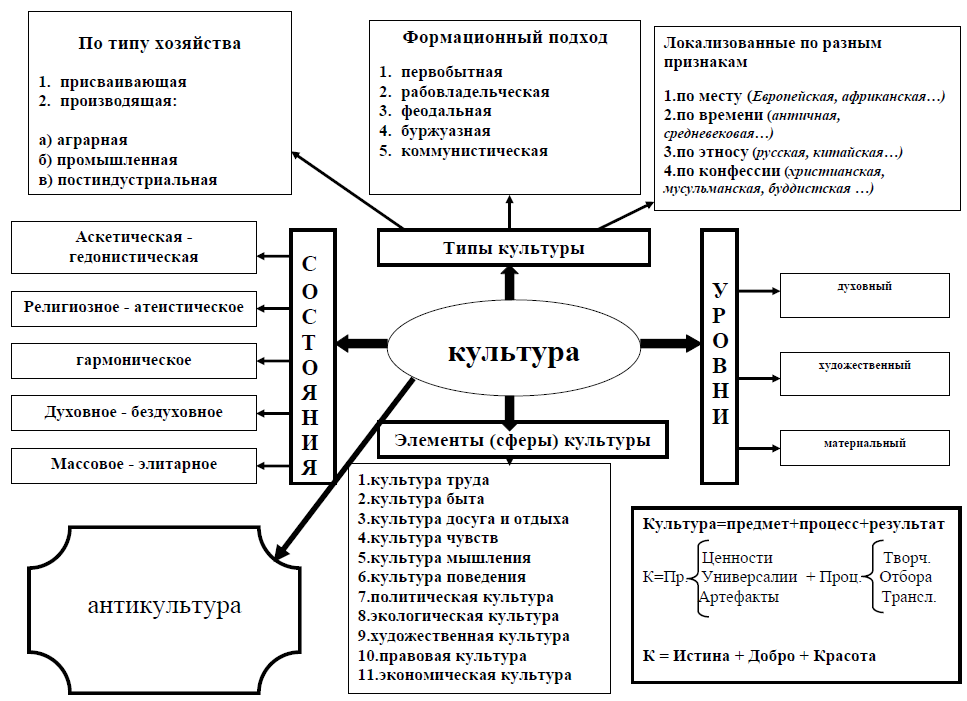 По типу хозяйства
1. присваивающая
2. производящая:
а) аграрная
б) промышленная
в) постиндустриальная
Формационный подход
1. первобытная
2. рабовладельческая
3. феодальная
4. буржуазная
5. коммунистическая
Локализованные по разным
признакам
1.по месту (Европейская, африканская…)
2.по времени (античная,
средневековая…)
3.по этносу (русская, китайская…)
4.по конфессии (христианская,
мусульманская, буддистская …)
Типы культуры
Аскетическая -
гедонистическая
Религиозное - атеистическое
гармоническое
Духовное - бездуховное
Массовое - элитарное
СОСТОЯНИЯ
культура
УРОВНИ
духовный
художественный
материальный
Элементы (сферы) культуры
1.культура труда
2.культура быта
3.культура досуга и отдыха
4.культура чувств
5.культура мышления
6.культура поведения
7.политическая культура
8.экологическая культура
9.художественная культура
10.правовая культура
11.экономическая культура
антикультура
Культура=предмет+процесс+результат
Ценности Творч.
К=Пр. Универсалии + Проц. Отбора
Артефакты Трансл.
К = Истина + Добро + Красота